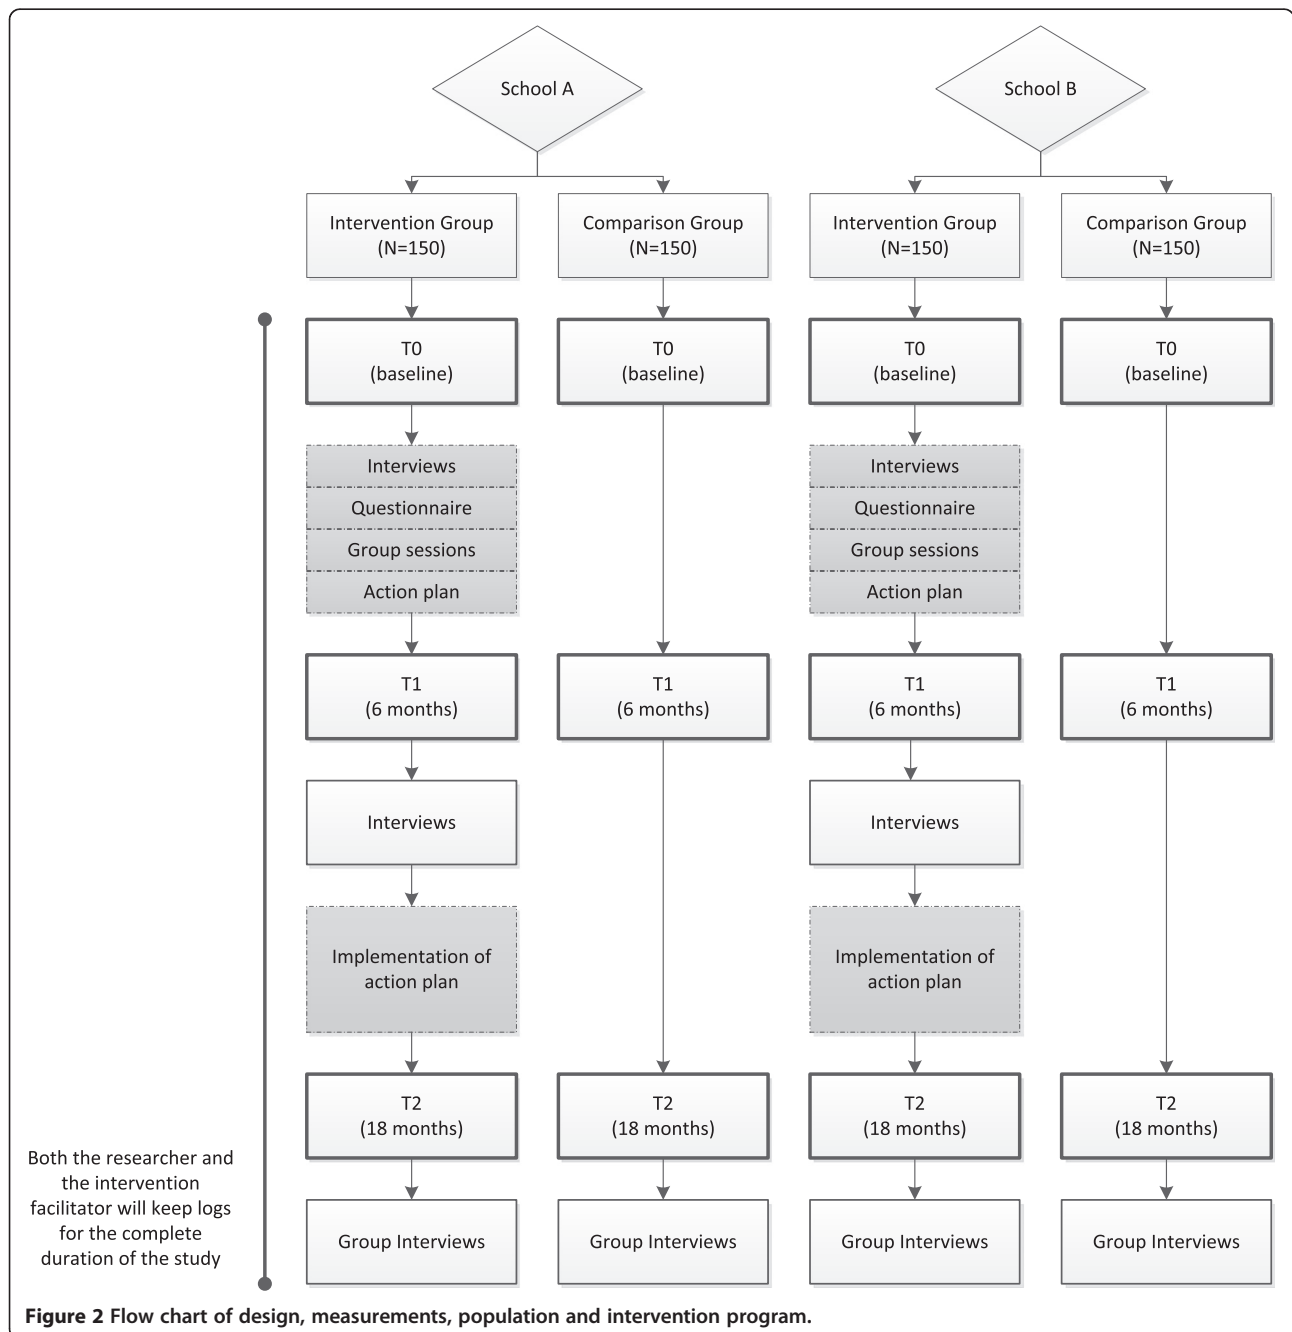 School A
School B
Intervention Group
(N=150)
Comparison Group
(N=150)
Intervention Group
(N=150)
Comparison Group
(N=150)
T0
(baseline)
T0
(baseline)
T0
(baseline)
T0
(baseline)
Interviews
Questionnaire
Group sessions
Action plan
Interviews
Questionnaire
Group sessions
Action plan
T1
(6 months)
T1
(6 months)
T1
(6 months)
T1
(6 months)
Interviews
Interviews
Implementation of
action plan
Implementation of
action plan
T2
(18 months)
T2
(18 months)
T2
(18 months)
T2
(18 months)
Both the researcher and
the intervention
facilitator will keep logs
for the complete
duration of the study
Group Interviews
Group Interviews
Group Interviews
Group Interviews
Figure 2 Flow chart of design, measurements, population and intervention program.